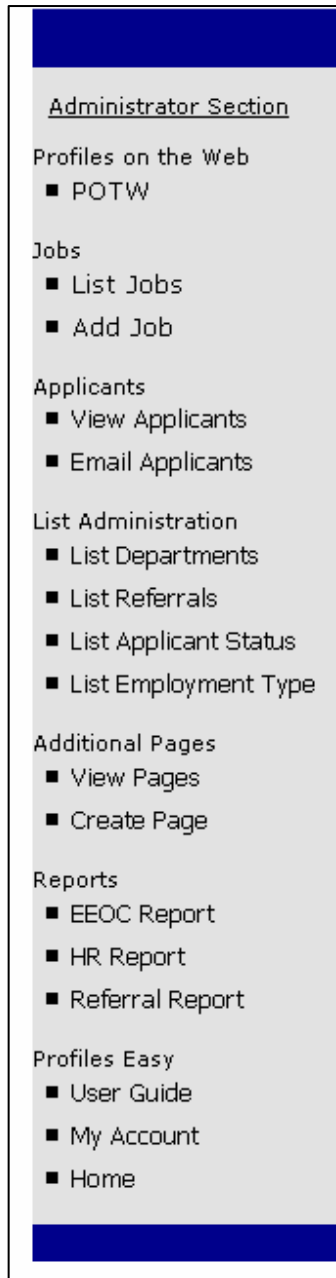 Administrator Section
Profiles on the Web
POTW
Jobs
List Jobs
Add Job
Applicants
View Applicants
Email Applicants
List Administration
List Departments
List Referrals
List Applicant Status
List Employment Type
Additional Pages
View Pages
Create Page
Reports
EEOC Report
HR Report
Referral Report
Profiles Easy
User Guide
My Account
Home